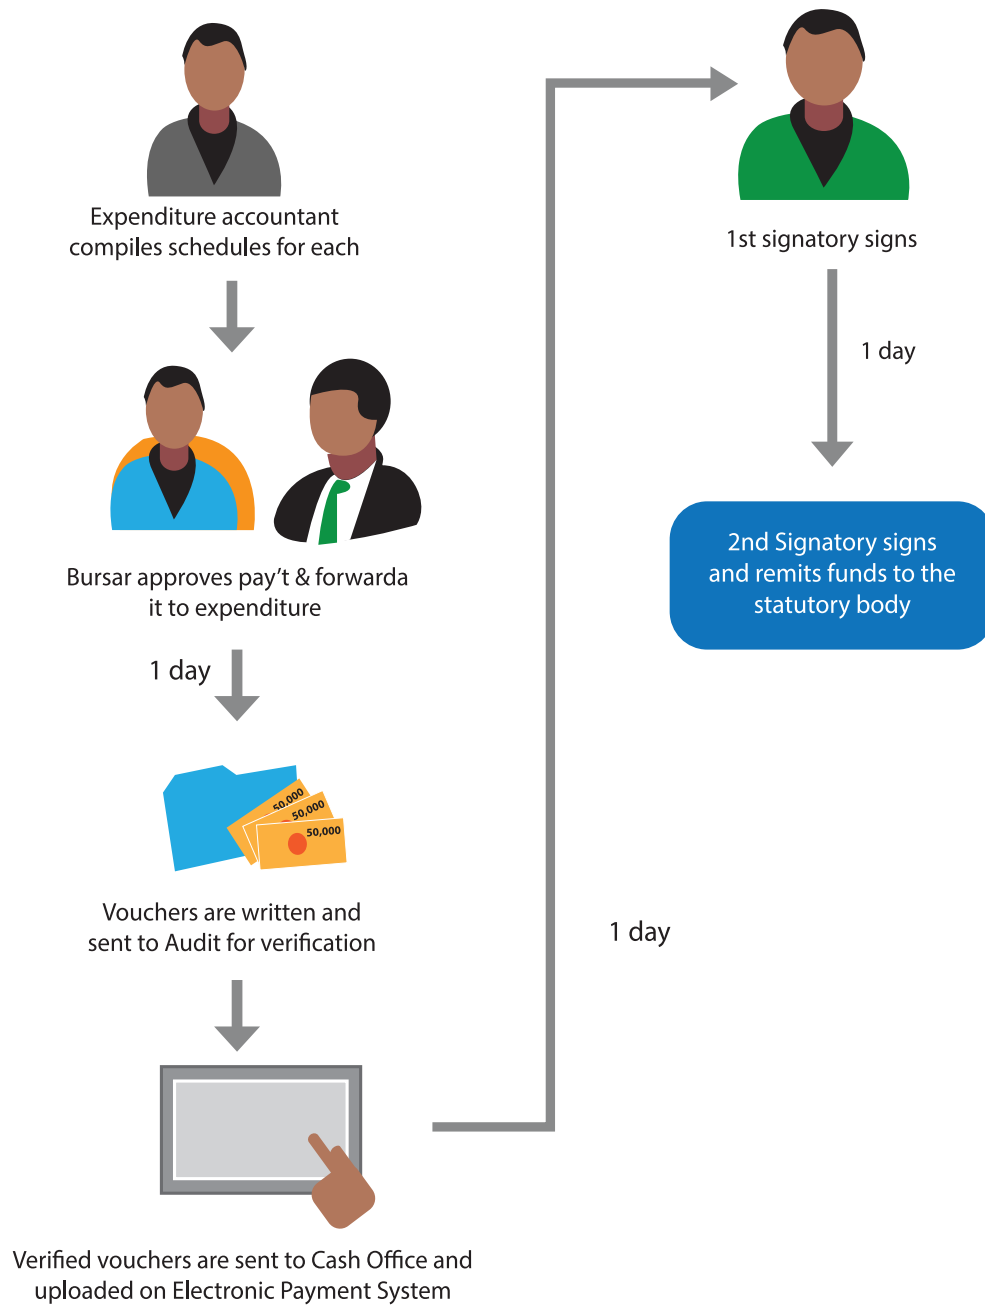 Expenditure accountant
compiles schedules for each
Bursar approves pay't & forwarda
it to expenditure
1 day
50,000
50,000
50,000
Vouchers are written and
sent to Audit for verification
Verified vouchers are sent to Cash Office and
uploaded on Electronic Payment System
1 day
1st signatory signs
1 day
2nd Signatory signs
and remits funds to the
statutory body